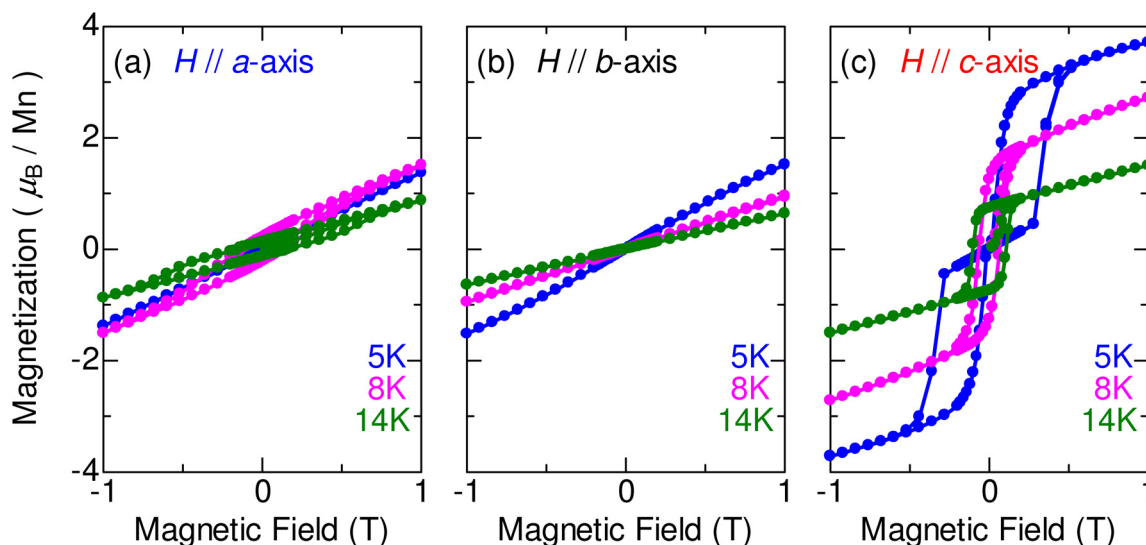 Magnetization ( μB / Mn)
4
2
0
-2
-4
(a) H // a-axis
5K
8K
14K
-1 0 1
Magnetic Field (T)
(b) H // b-axis
5K
8K
14K
-1 0 1
Magnetic Field (T)
(c) H // c-axis
5K
8K
14K
-1 0 1
Magnetic Field (T)